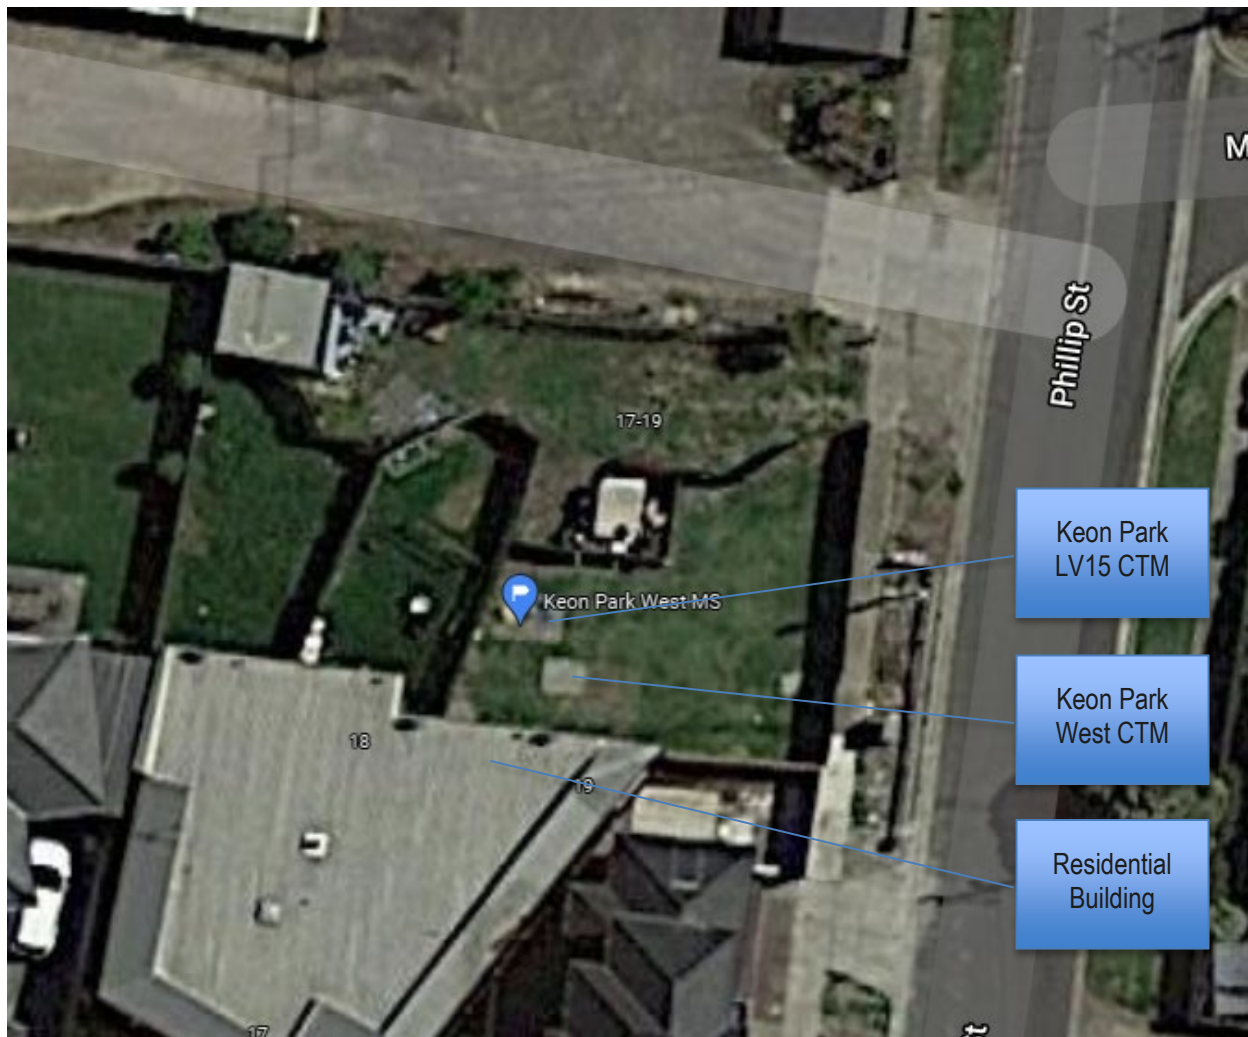 M
Phillip St
17-19
Keon Park
LV15 CTM
Keon Park West MS
Keon Park
West CTM
18
19
Residential
Building
17
st